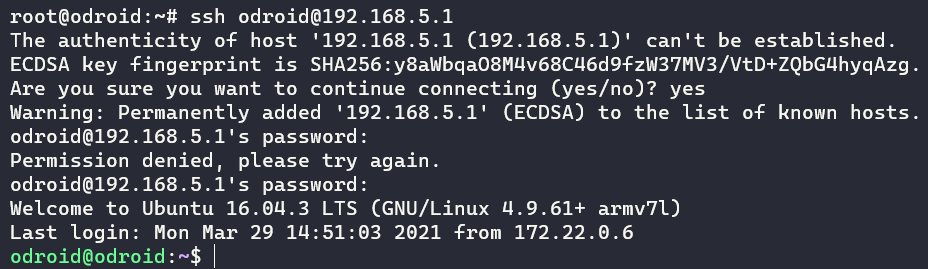 root@odroid:~# ssh odroid@192.168.5.1
The authenticity of host '192.168.5.1 (192.168.5.1)' can't be established.
ECDSA key fingerprint is SHA256:y8aWbqaO8M4v68C46d9fzW37MV3/VtD+ZQbG4hyqAzg.
Are you sure you want to continue connecting (yes/no)? yes
Warning: Permanently added '192.168.5.1' (ECDSA) to the list of known hosts.
odroid@192.168.5.1's password:
Permission denied, please try again.
odroid@192.168.5.1's password:
Welcome to Ubuntu 16.04.3 LTS (GNU/Linux 4.9.61+ armv7l)
Last login: Mon Mar 29 14:51:03 2021 from 172.22.0.6
odroid@odroid:~$